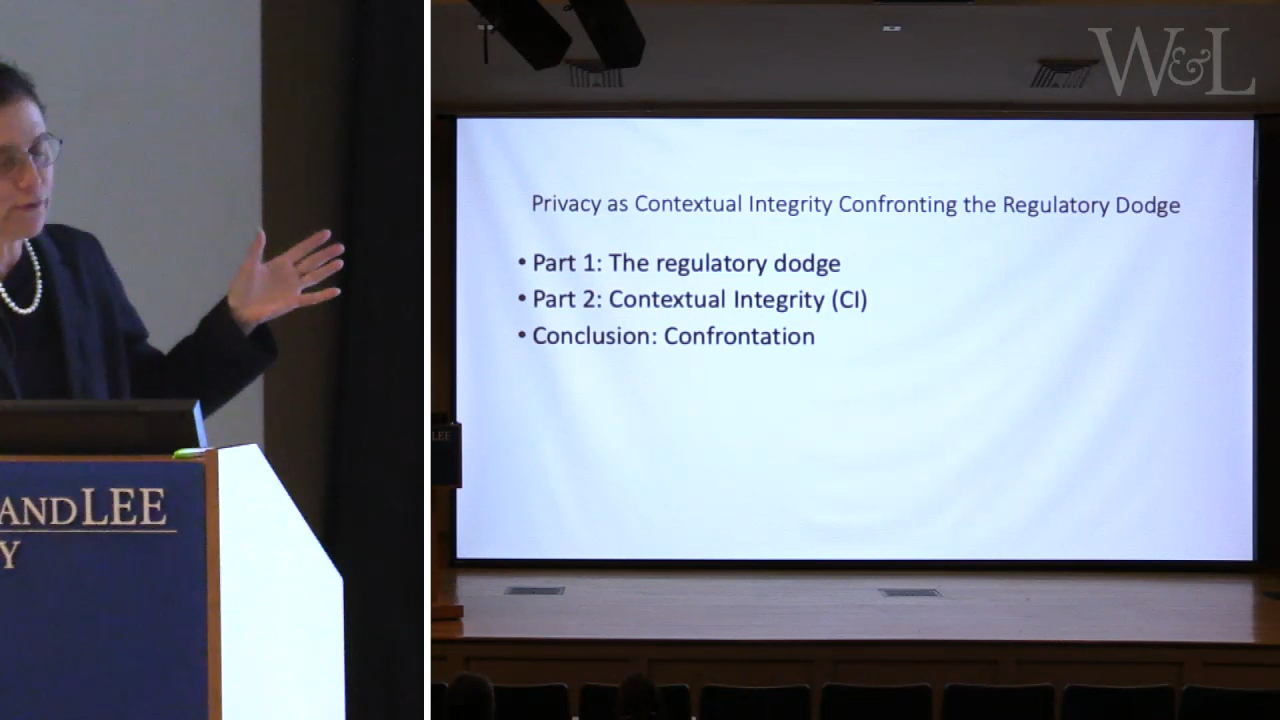 ANDLEE
Y
W&L
Privacy as Contextual Integrity Confronting the Regulatory Dodge
• Part 1: The regulatory dodge
• Part 2: Contextual Integrity (CI)
• Conclusion: Confrontation
LEE